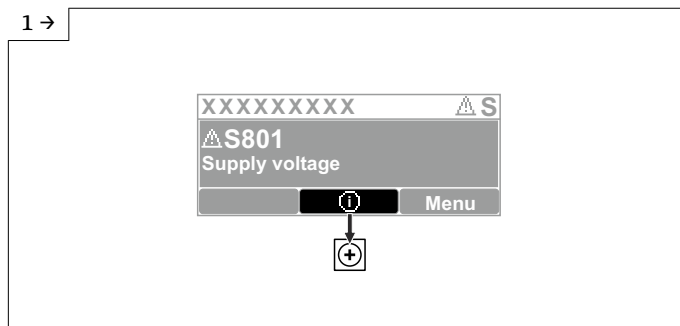 1 →
XXXXXXXXX ⚠ S
⚠S801
Supply voltage
ⓘ Menu
+